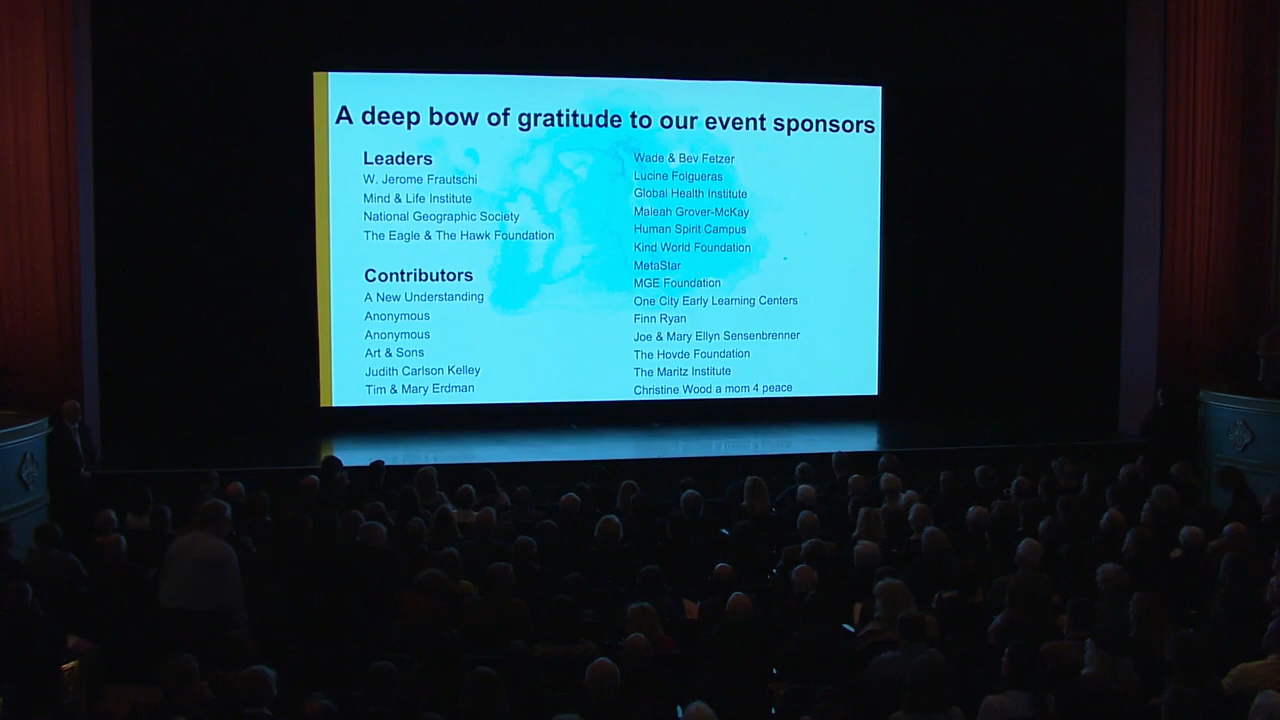 A deep bow of gratitude to our event sponsors
Leaders
W. Jerome Frautschi
Mind & Life Institute
National Geographic Society
The Eagle & The Hawk Foundation
Contributors
A New Understanding
Anonymous
Anonymous
Art & Sons
Judith Carlson Kelley
Tim & Mary Erdman
Wade & Bev Fetzer
Lucine Folgueras
Global Health Institute
Maleah Grover-McKay
Human Spirit Campus
Kind World Foundation
MetaStar
MGE Foundation
One City Early Learning Centers
Finn Ryan
Joe & Mary Ellyn Sensenbrenner
The Hovde Foundation
The Maritz Institute
Christine Wood a mom 4 peace